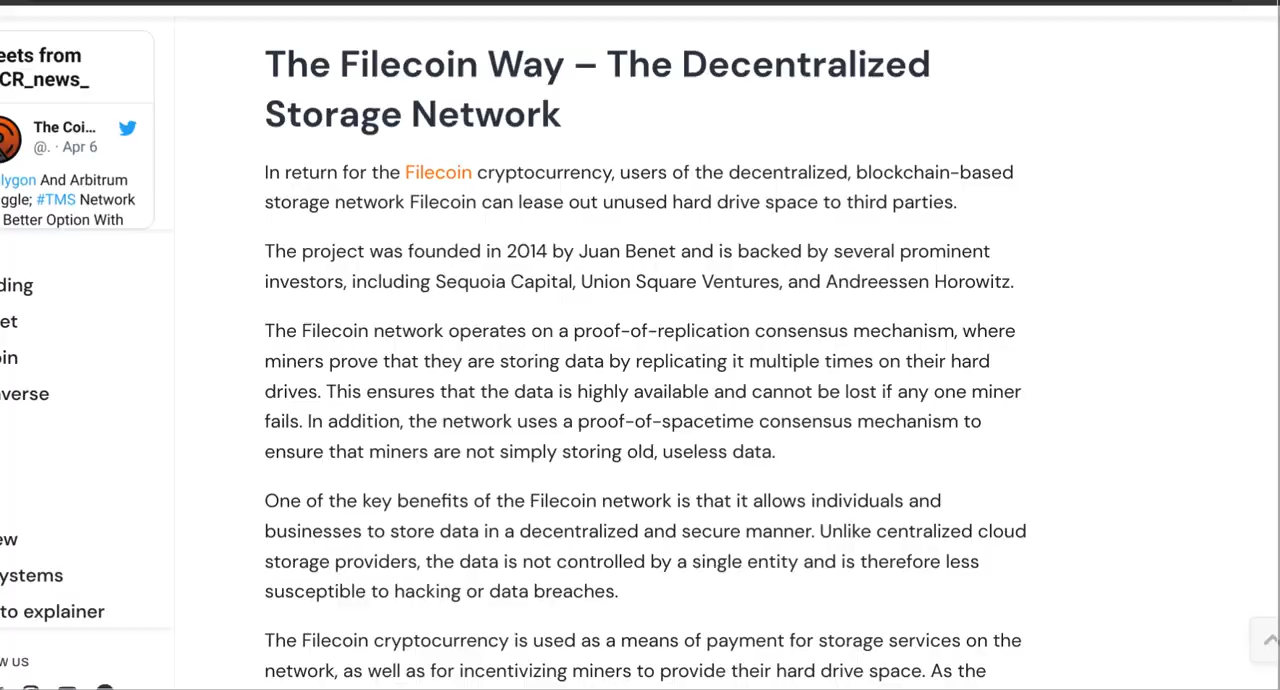 eets from
CR_news_
The Coi...
@. · Apr 6
lygon And Arbitrum
ggle; #TMS Network
Better Option With
ding
et
in
verse
ew
ystems
to explainer
W US
The Filecoin Way – The Decentralized
Storage Network
In return for the Filecoin cryptocurrency, users of the decentralized, blockchain-based
storage network Filecoin can lease out unused hard drive space to third parties.
The project was founded in 2014 by Juan Benet and is backed by several prominent
investors, including Sequoia Capital, Union Square Ventures, and Andreessen Horowitz.
The Filecoin network operates on a proof-of-replication consensus mechanism, where
miners prove that they are storing data by replicating it multiple times on their hard
drives. This ensures that the data is highly available and cannot be lost if any one miner
fails. In addition, the network uses a proof-of-spacetime consensus mechanism to
ensure that miners are not simply storing old, useless data.
One of the key benefits of the Filecoin network is that it allows individuals and
businesses to store data in a decentralized and secure manner. Unlike centralized cloud
storage providers, the data is not controlled by a single entity and is therefore less
susceptible to hacking or data breaches.
The Filecoin cryptocurrency is used as a means of payment for storage services on the
network, as well as for incentivizing miners to provide their hard drive space. As the